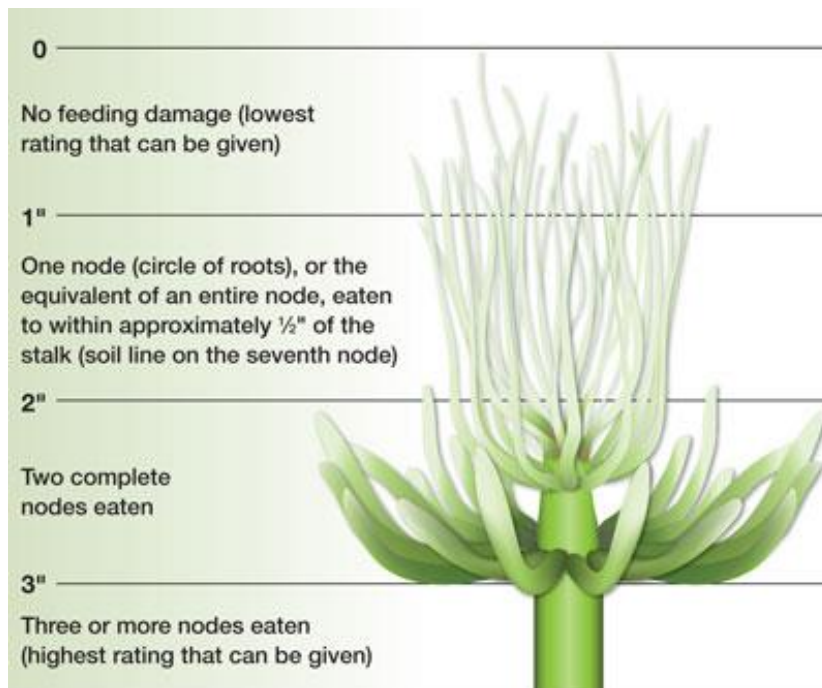 0
No feeding damage (lowest
rating that can be given)
1"
One node (circle of roots), or the
equivalent of an entire node, eaten
to within approximately ½" of the
stalk (soil line on the seventh node)
2"
Two complete
nodes eaten
3"
Three or more nodes eaten
(highest rating that can be given)